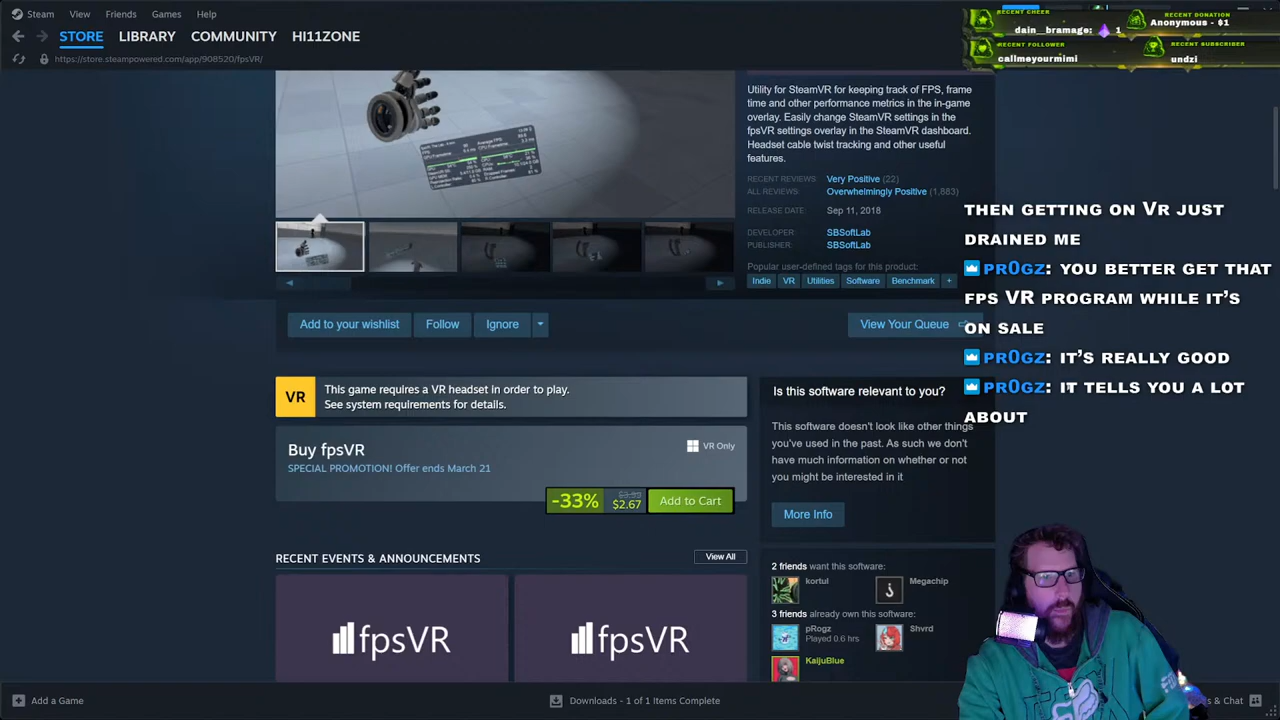 Steam View Friends Games Help
STORE LIBRARY COMMUNITY HI11ZONE
https://store.steampowered.com/app/908520/fpsVR/
RECENT CHEER
dain__bramage: 1
RECENT DONATION
Anonymous - $1
RECENT FOLLOWER
callmeyourmimi
RECENT SUBSCRIBER
undzi
Utility for SteamVR for keeping track of FPS, frame
time and other performance metrics in the in-game
overlay. Easily change SteamVR settings in the
fpsVR settings overlay in the SteamVR dashboard.
Headset cable twist tracking and other useful
features.
RECENT REVIEWS: Very Positive (22)
ALL REVIEWS: Overwhelmingly Positive (1,883)
RELEASE DATE: Sep 11, 2018
DEVELOPER: SBSoftLab
PUBLISHER: SBSoftLab
Popular user-defined tags for this product:
Indie VR Utilities Software Benchmark +
THEN GETTING ON VR JUST
DRAINED ME
PR0GZ: YOU BETTER GET THAT
FPS VR PROGRAM WHILE IT'S
ON SALE
PR0GZ: IT'S REALLY GOOD
PR0GZ: IT TELLS YOU A LOT
ABOUT
Add to your wishlist Follow Ignore View Your Queue
VR
This game requires a VR headset in order to play.
See system requirements for details.
Buy fpsVR
SPECIAL PROMOTION! Offer ends March 21
VR Only
-33% $3.99 $2.67 Add to Cart
Is this software relevant to you?
This software doesn't look like other things
you've used in the past. As such we don't
have much information on whether or not
you might be interested in it
More Info
RECENT EVENTS & ANNOUNCEMENTS View All
fpsVR fpsVR
2 friends want this software:
kortul Megachip
3 friends already own this software:
pRogz Shvrd
Played 0.6 hrs
KaijuBlue
Add a Game Downloads - 1 of 1 Items Complete s & Chat